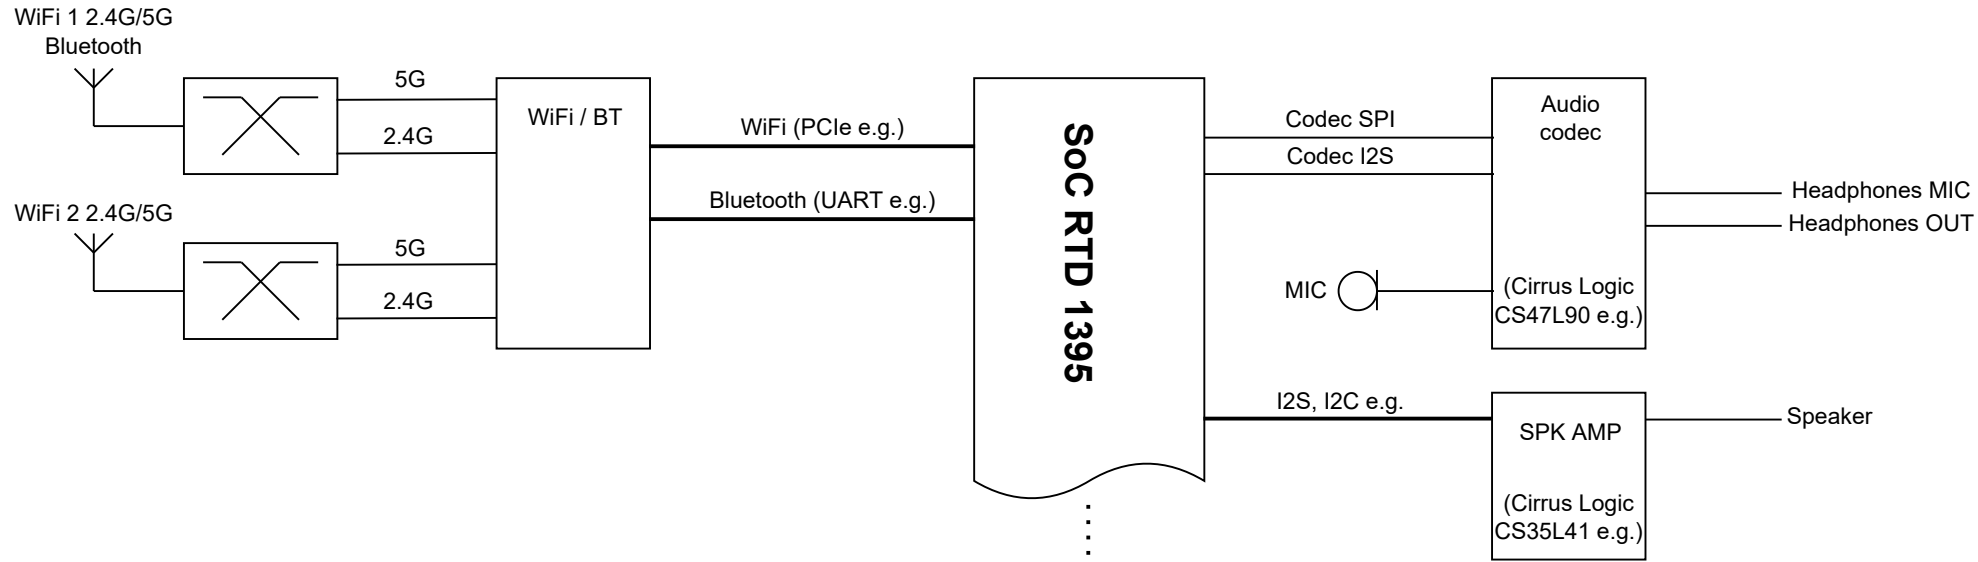 WiFi 1 2.4G/5G
Bluetooth
5G
2.4G
WiFi 2 2.4G/5G
5G
2.4G
WiFi / BT
WiFi (PCIe e.g.)
Bluetooth (UART e.g.)
SoC RTD 1395
Codec SPI
Codec I2S
MIC
I2S, I2C e.g.
Audio
codec
(Cirrus Logic
CS47L90 e.g.)
Headphones MIC
Headphones OUT
SPK AMP
(Cirrus Logic
CS35L41 e.g.)
Speaker